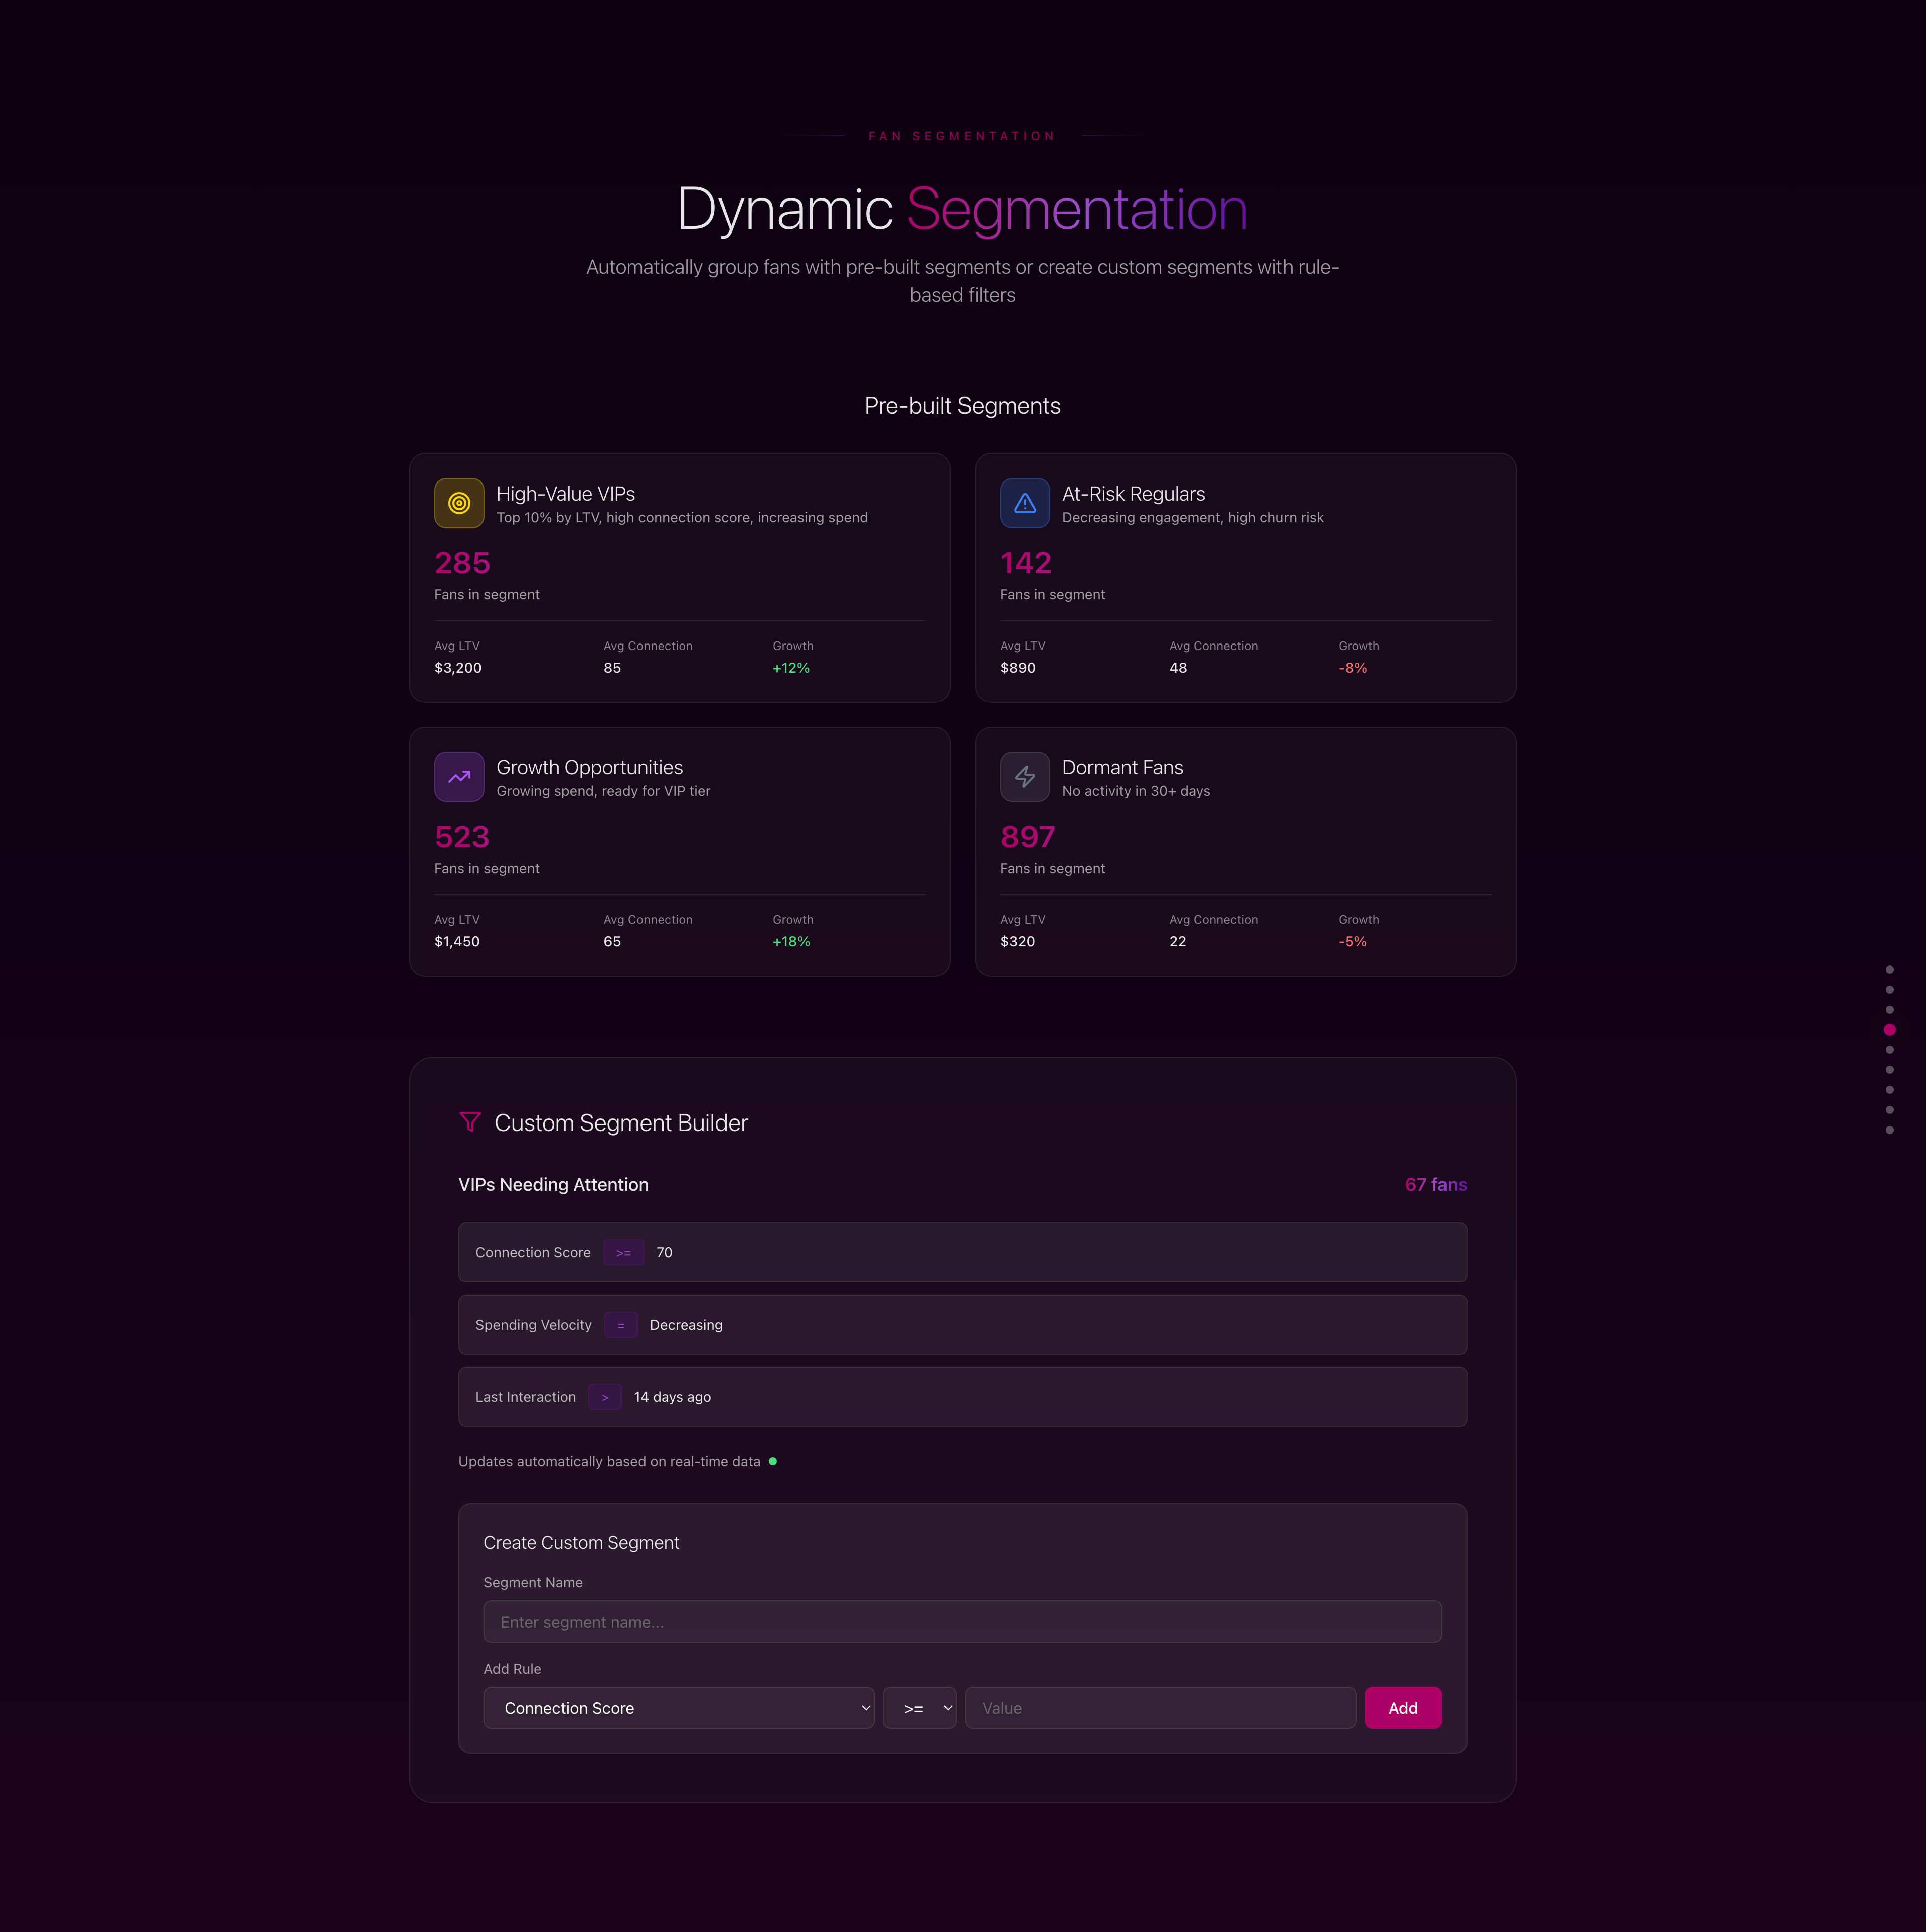 FAN SEGMENTATION
Dynamic Segmentation
Automatically group fans with pre-built segments or create custom segments with rule-
based filters
Pre-built Segments
High-Value VIPs
Top 10% by LTV, high connection score, increasing spend
285
Fans in segment
Avg LTV Avg Connection Growth
$3,200 85 +12%
At-Risk Regulars
Decreasing engagement, high churn risk
142
Fans in segment
Avg LTV Avg Connection Growth
$890 48 -8%
Growth Opportunities
Growing spend, ready for VIP tier
523
Fans in segment
Avg LTV Avg Connection Growth
$1,450 65 +18%
Dormant Fans
No activity in 30+ days
897
Fans in segment
Avg LTV Avg Connection Growth
$320 22 -5%
Custom Segment Builder
VIPs Needing Attention 67 fans
Connection Score >= 70
Spending Velocity = Decreasing
Last Interaction > 14 days ago
Updates automatically based on real-time data
Create Custom Segment
Segment Name
Enter segment name...
Add Rule
Connection Score >= Value Add